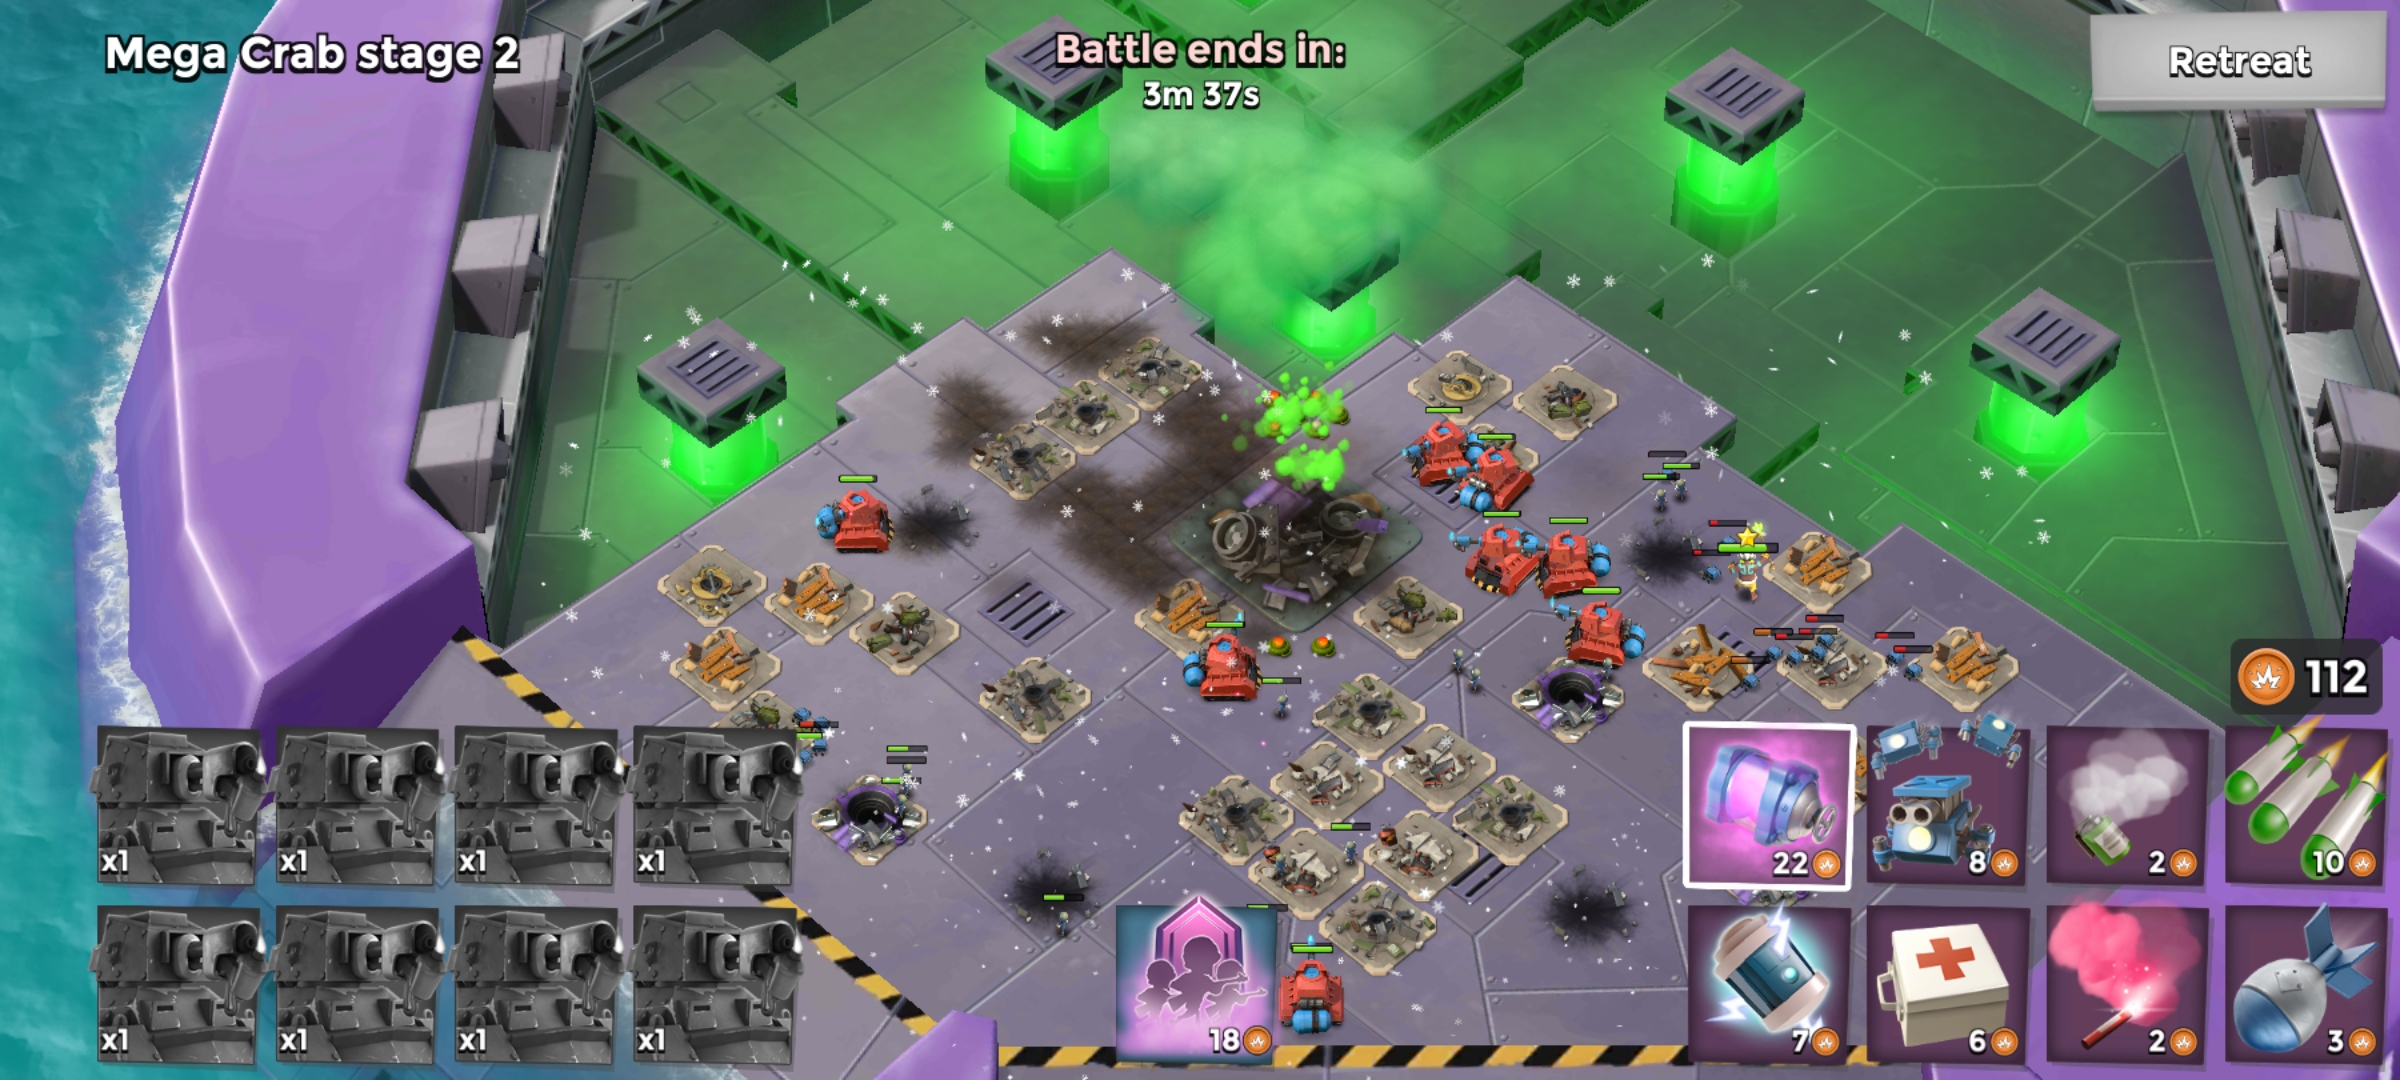 Mega Crab stage 2
Battle ends in:
3m 37s
Retreat
112
x1
x1
x1
x1
22
8
2
10
x1
x1
x1
x1
18
7
6
2
3